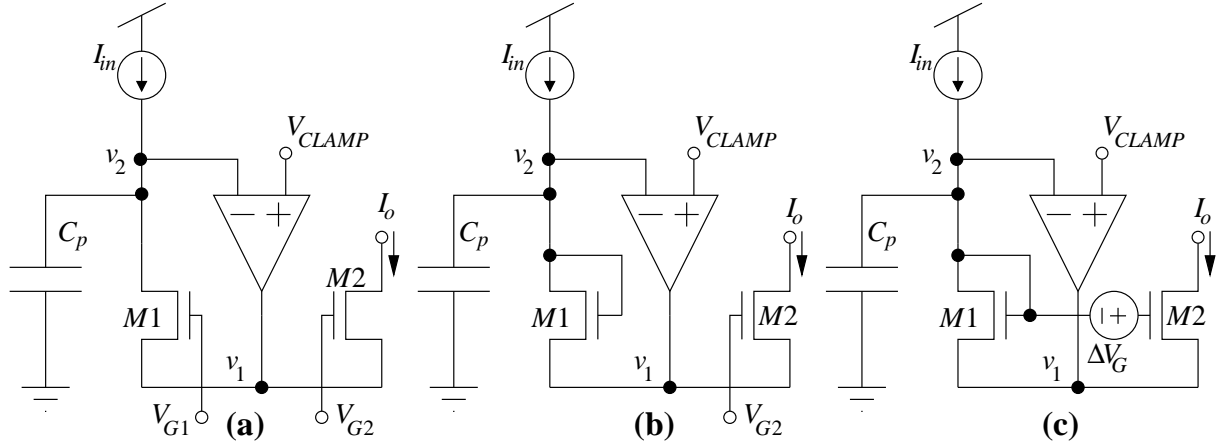 I_in
V_CLAMP
v_2
− +
I_o
C_p
M1
M2
v_1
V_G1
V_G2
(a)
I_in
V_CLAMP
v_2
− +
I_o
C_p
M1
M2
v_1
V_G2
(b)
I_in
V_CLAMP
v_2
− +
I_o
C_p
M1
− +
M2
ΔV_G
v_1
(c)